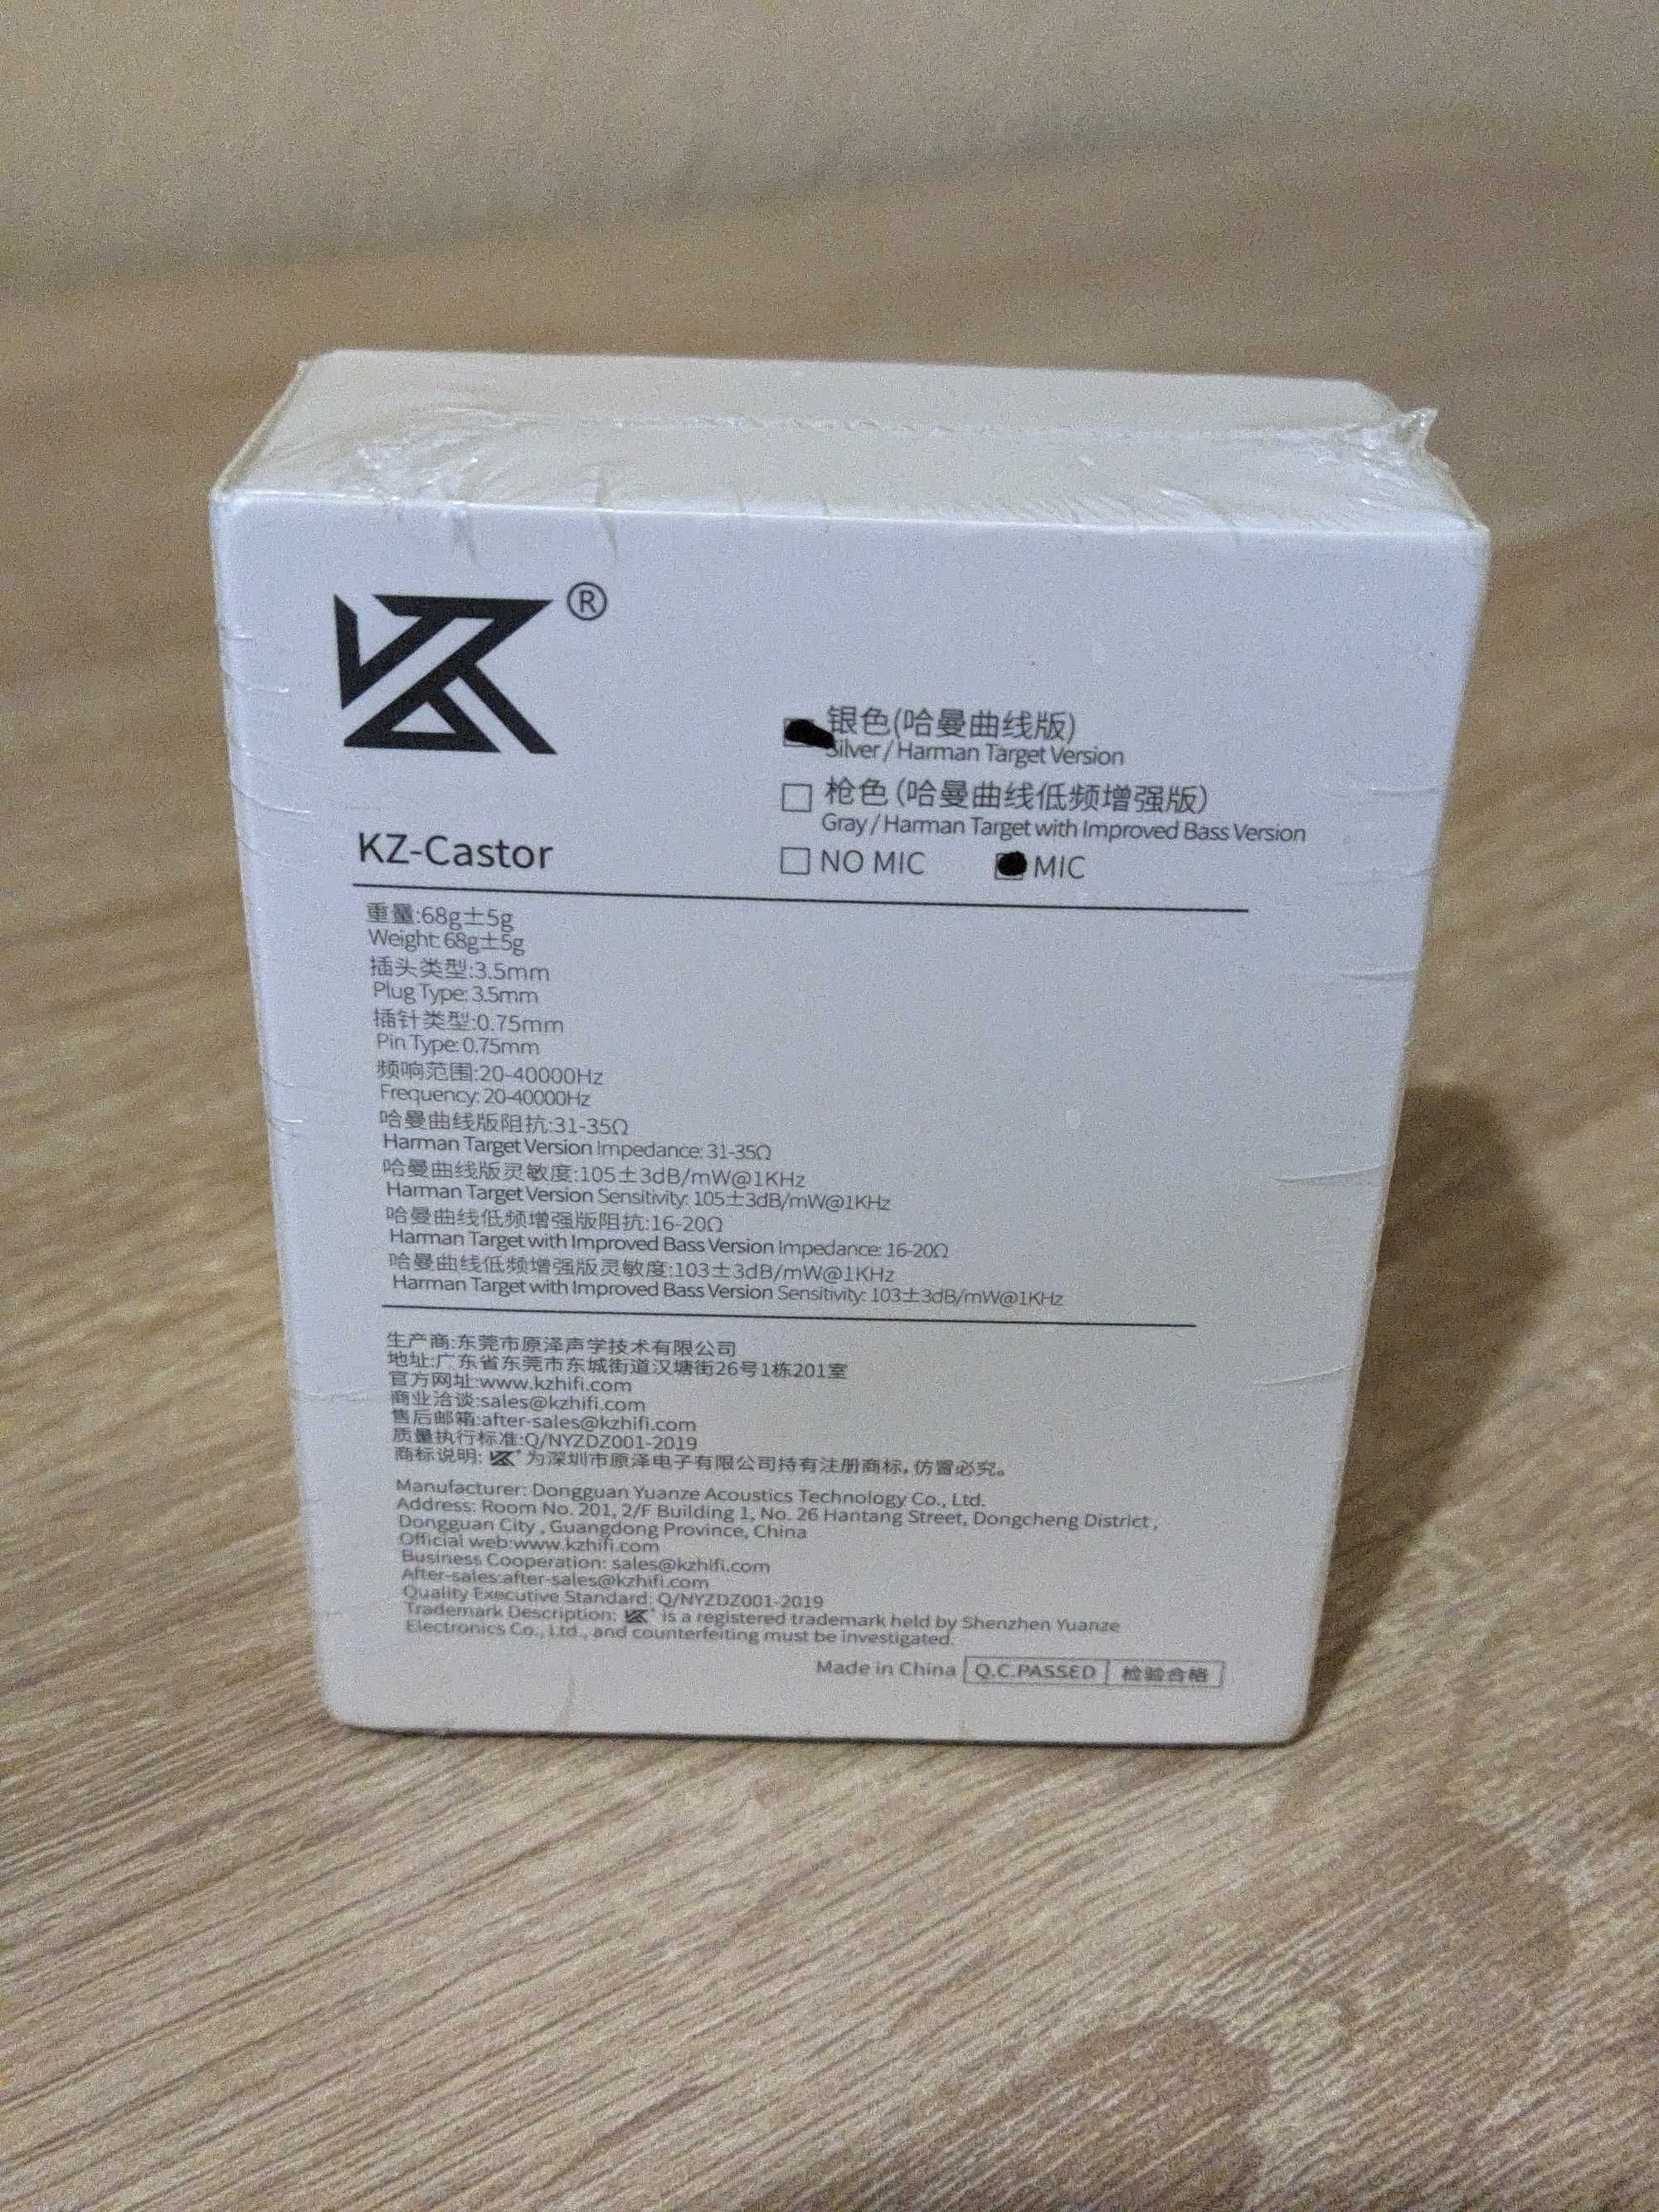 KZ®
银色(哈曼曲线版)
Silver / Harman Target Version
枪色 (哈曼曲线低频增强版)
Gray / Harman Target with Improved Bass Version
KZ-Castor
NO MIC MIC
重量:68g±5g
Weight: 68g±5g
插头类型:3.5mm
Plug Type: 3.5mm
插针类型:0.75mm
Pin Type: 0.75mm
频响范围:20-40000Hz
Frequency: 20-40000Hz
哈曼曲线版阻抗:31-35Ω
Harman Target Version Impedance: 31-35Ω
哈曼曲线版灵敏度:105±3dB/mW@1KHz
Harman Target Version Sensitivity: 105±3dB/mW@1KHz
哈曼曲线低频增强版阻抗:16-20Ω
Harman Target with Improved Bass Version Impedance: 16-20Ω
哈曼曲线低频增强版灵敏度:103±3dB/mW@1KHz
Harman Target with Improved Bass Version Sensitivity: 103±3dB/mW@1KHz
生产商:东莞市原泽声学技术有限公司
地址:广东省东莞市东城街道汉塘街26号1栋201室
官方网址:www.kzhifi.com
商业洽谈:sales@kzhifi.com
售后邮箱:after-sales@kzhifi.com
质量执行标准:Q/NYZDZ001-2019
商标说明: KZ® 为深圳市原泽电子有限公司持有注册商标, 仿冒必究。
Manufacturer: Dongguan Yuanze Acoustics Technology Co., Ltd.
Address: Room No. 201, 2/F Building 1, No. 26 Hantang Street, Dongcheng District ,
Dongguan City , Guangdong Province, China
Official web:www.kzhifi.com
Business Cooperation: sales@kzhifi.com
After-sales:after-sales@kzhifi.com
Quality Executive Standard: Q/NYZDZ001-2019
Trademark Description: KZ® is a registered trademark held by Shenzhen Yuanze
Electronics Co., Ltd., and counterfeiting must be investigated.
Made in China Q.C.PASSED 检验合格